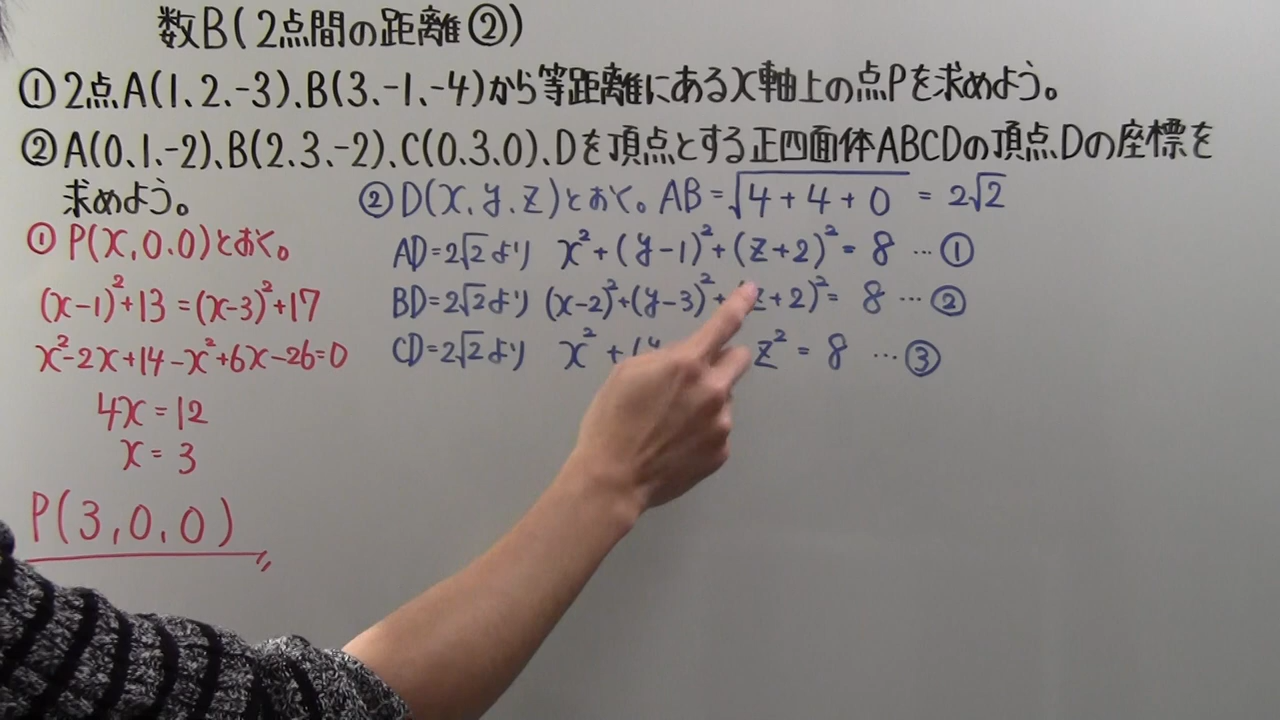 数B(2点間の距離②)
①2点A(1、2、-3)、B(3、-1、-4)から等距離にあるx軸上の点Pを求めよう。
②A(0、1、-2)、B(2、3、-2)、C(0、3、0)、Dを頂点とする正四面体ABCDの頂点Dの座標を
求めよう。
①P(x,0.0)とおく。
(x-1)²+13=(x-3)²+17
x²-2x+14-x²+6x-26=0
4x=12
x=3
P(3,0,0)
②D(x,y,z)とおく。AB=√4+4+0 = 2√2
AD=2√2より x²+(y-1)²+(z+2)²=8 …①
BD=2√2より (x-2)²+(y-3)²+(z+2)²=8 …②
CD=2√2より x²+(y z²=8 …③